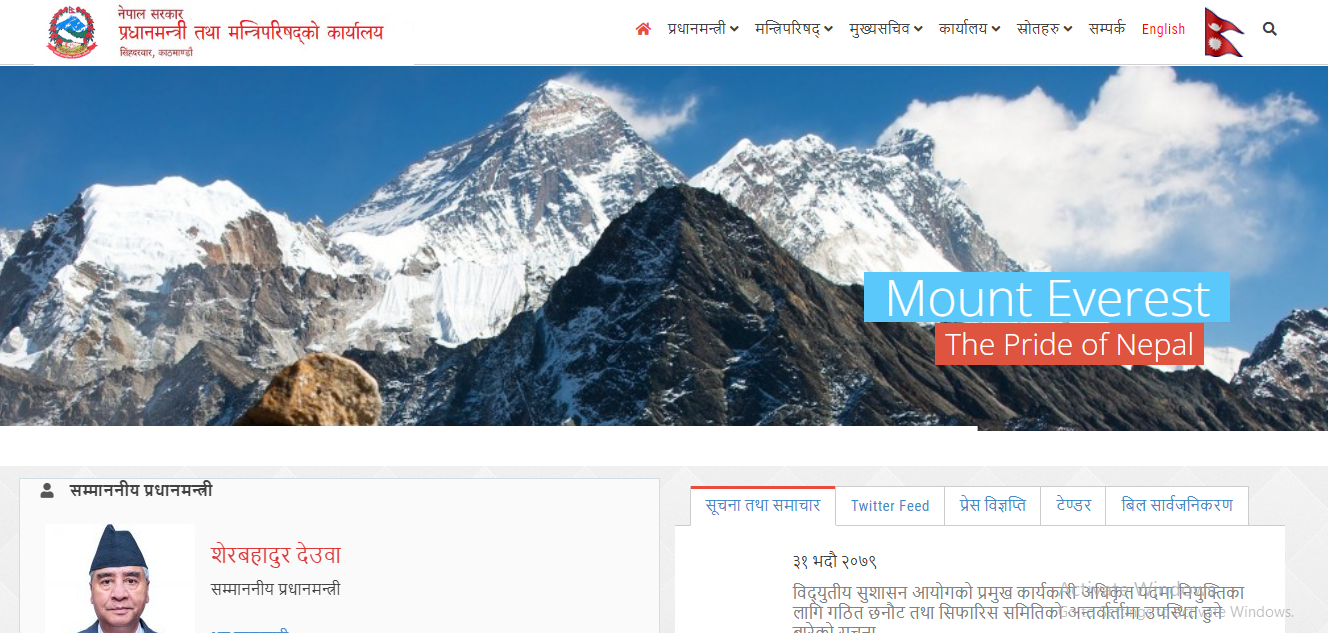 नेपाल सरकार
प्रधानमन्त्री तथा मन्त्रिपरिषद्को कार्यालय
सिंहदरवार, काठमाण्डौ
प्रधानमन्त्री मन्त्रिपरिषद् मुख्यसचिव कार्यालय स्रोतहरु सम्पर्क English
Mount Everest
The Pride of Nepal
सम्माननीय प्रधानमन्त्री
शेरबहादुर देउवा
सम्माननीय प्रधानमन्त्री
सूचना तथा समाचार Twitter Feed प्रेस विज्ञप्ति टेण्डर बिल सार्वजनिकरण
३१ भदौ २०७९
विद्युतीय सुशासन आयोगको प्रमुख कार्यकारी अधिकृत पदमा नियुक्तिका
लागि गठित छनौट तथा सिफारिस समितिको अन्तर्वार्तामा उपस्थित हुने
बारेको सूचना
Activate Windows
Go to Settings to activate Windows.